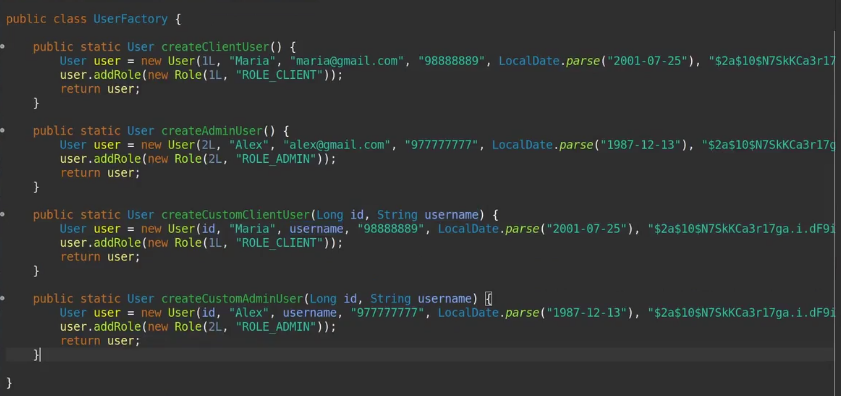 public class UserFactory {
public static User createClientUser() {
User user = new User(1L, "Maria", "maria@gmail.com", "98888889", LocalDate.parse("2001-07-25"), "$2a$10$N7SkKCa3r17
user.addRole(new Role(1L, "ROLE_CLIENT"));
return user;
}
public static User createAdminUser() {
User user = new User(2L, "Alex", "alex@gmail.com", "977777777", LocalDate.parse("1987-12-13"), "$2a$10$N7SkKCa3r17g
user.addRole(new Role(2L, "ROLE_ADMIN"));
return user;
}
public static User createCustomClientUser(Long id, String username) {
User user = new User(id, "Maria", username, "98888889", LocalDate.parse("2001-07-25"), "$2a$10$N7SkKCa3r17ga.i.dF9i
user.addRole(new Role(1L, "ROLE_CLIENT"));
return user;
}
public static User createCustomAdminUser(Long id, String username) {
User user = new User(id, "Alex", username, "977777777", LocalDate.parse("1987-12-13"), "$2a$10$N7SkKCa3r17ga.i.dF9i
user.addRole(new Role(2L, "ROLE_ADMIN"));
return user;
}
}